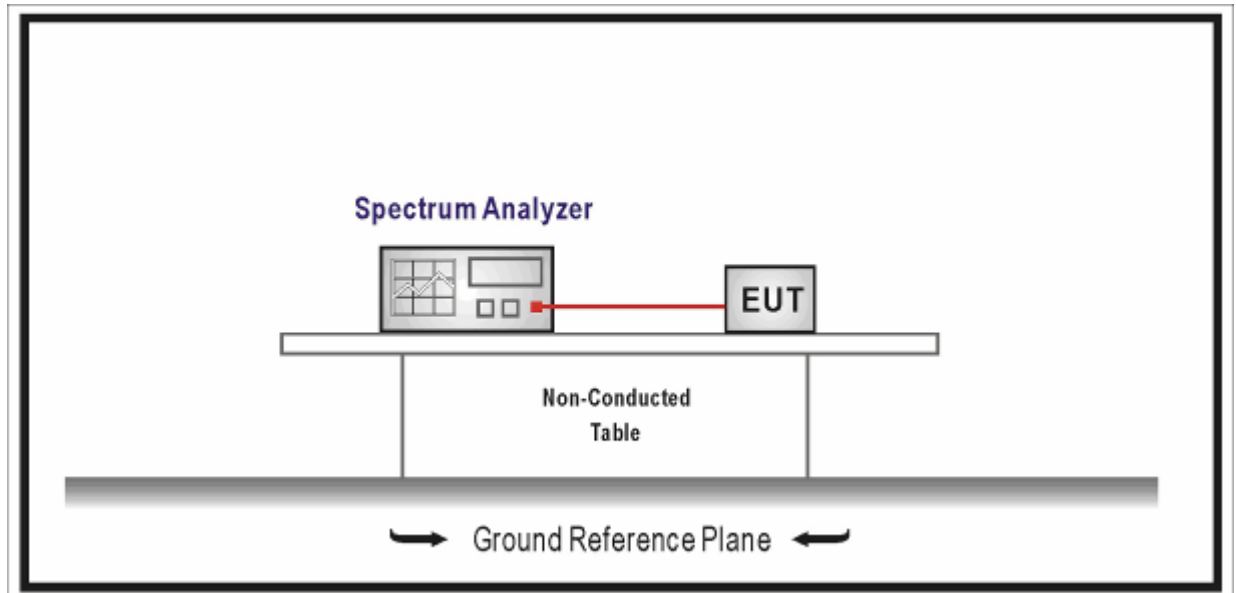 Spectrum Analyzer
EUT
Non-Conducted
Table
Ground Reference Plane